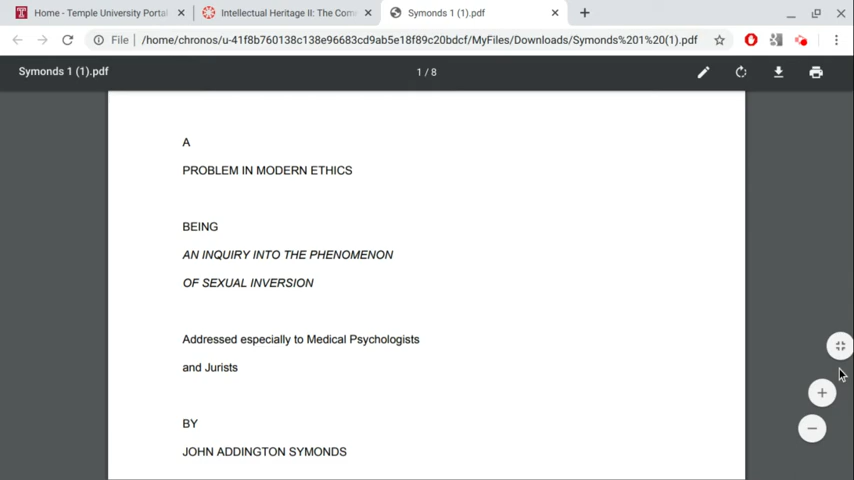 Home - Temple University Portal
Intellectual Heritage II: The Com
Symonds 1 (1).pdf
File
/home/chronos/u-41f8b760138c138e96683cd9ab5e18f89c20bdcf/MyFiles/Downloads/Symonds%201%20(1).pdf
Symonds 1 (1).pdf
1 / 8
A
PROBLEM IN MODERN ETHICS
BEING
AN INQUIRY INTO THE PHENOMENON
OF SEXUAL INVERSION
Addressed especially to Medical Psychologists
and Jurists
BY
JOHN ADDINGTON SYMONDS